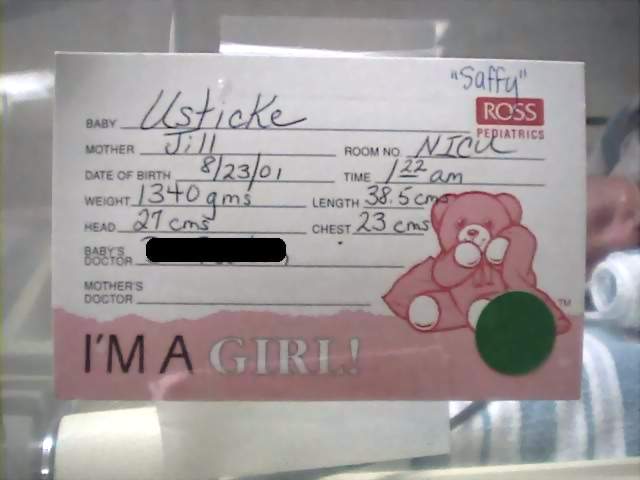 "Saffy"
ROSS
PEDIATRICS
BABY Usticke
MOTHER Jill ROOM NO. NICU
DATE OF BIRTH 8/23/01 TIME 1 22 am
WEIGHT 1340 gms LENGTH 38.5 cms
HEAD 27 cms CHEST 23 cms
BABY'S
DOCTOR
MOTHER'S
DOCTOR
TM
I'M A GIRL!